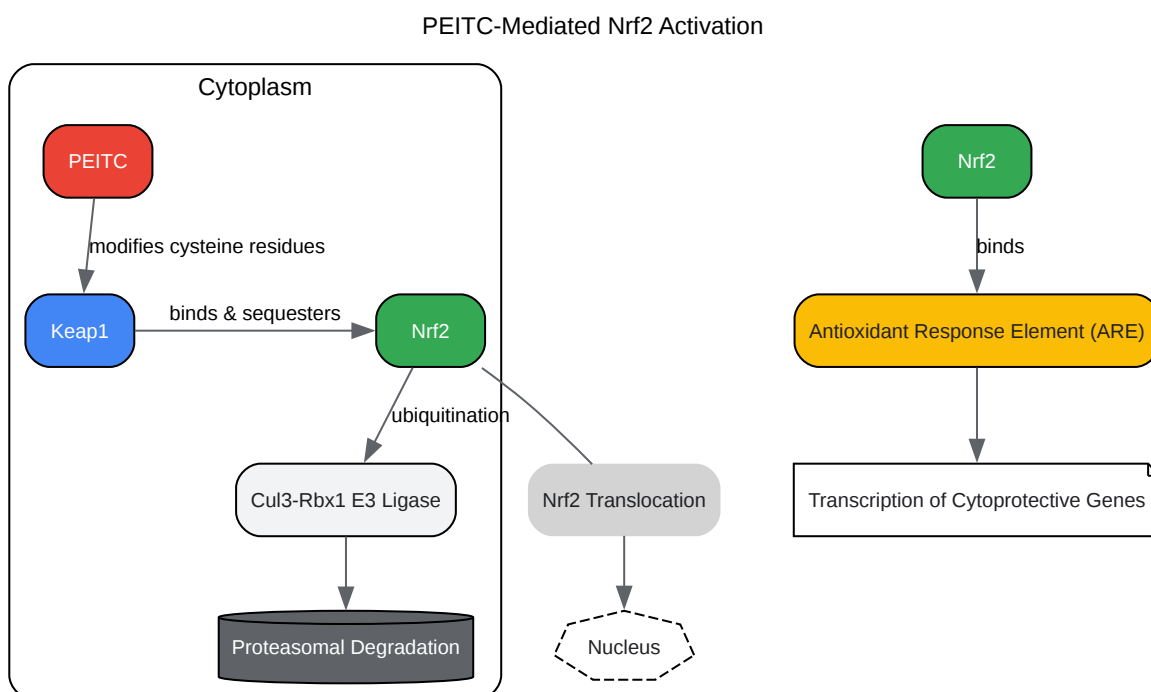 PEITC-Mediated Nrf2 Activation
Cytoplasm
PEITC
Nrf2
modifies cysteine residues
binds
Keap1
binds & sequesters
Nrf2
Antioxidant Response Element (ARE)
ubiquitination
Cul3-Rbx1 E3 Ligase
Nrf2 Translocation
Transcription of Cytoprotective Genes
Proteasomal Degradation
Nucleus